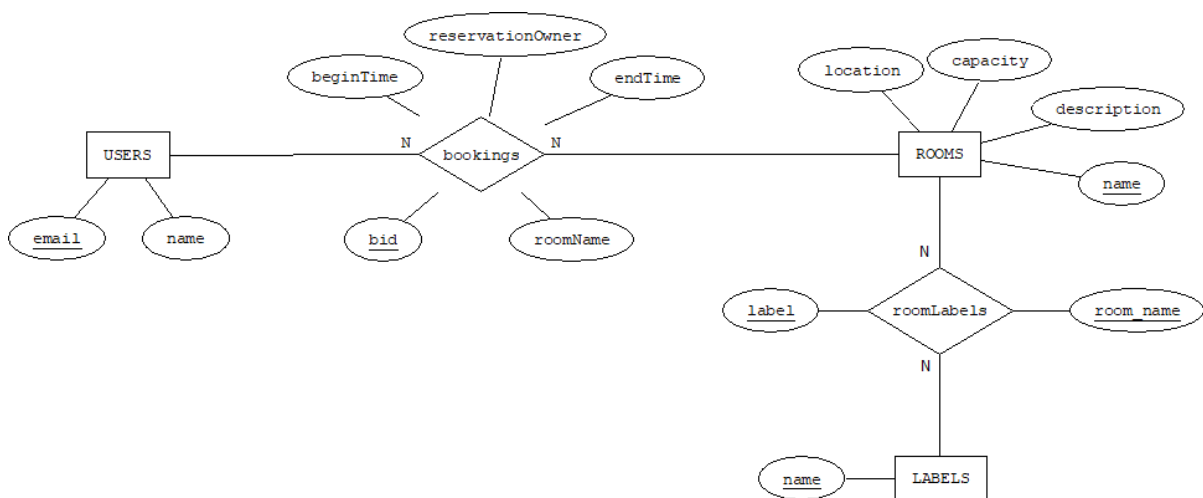 reservationOwner
beginTime
endTime
location
capacity
description
USERS
N
bookings
N
ROOMS
name
email
name
bid
roomName
N
label
roomLabels
room_name
N
name
LABELS